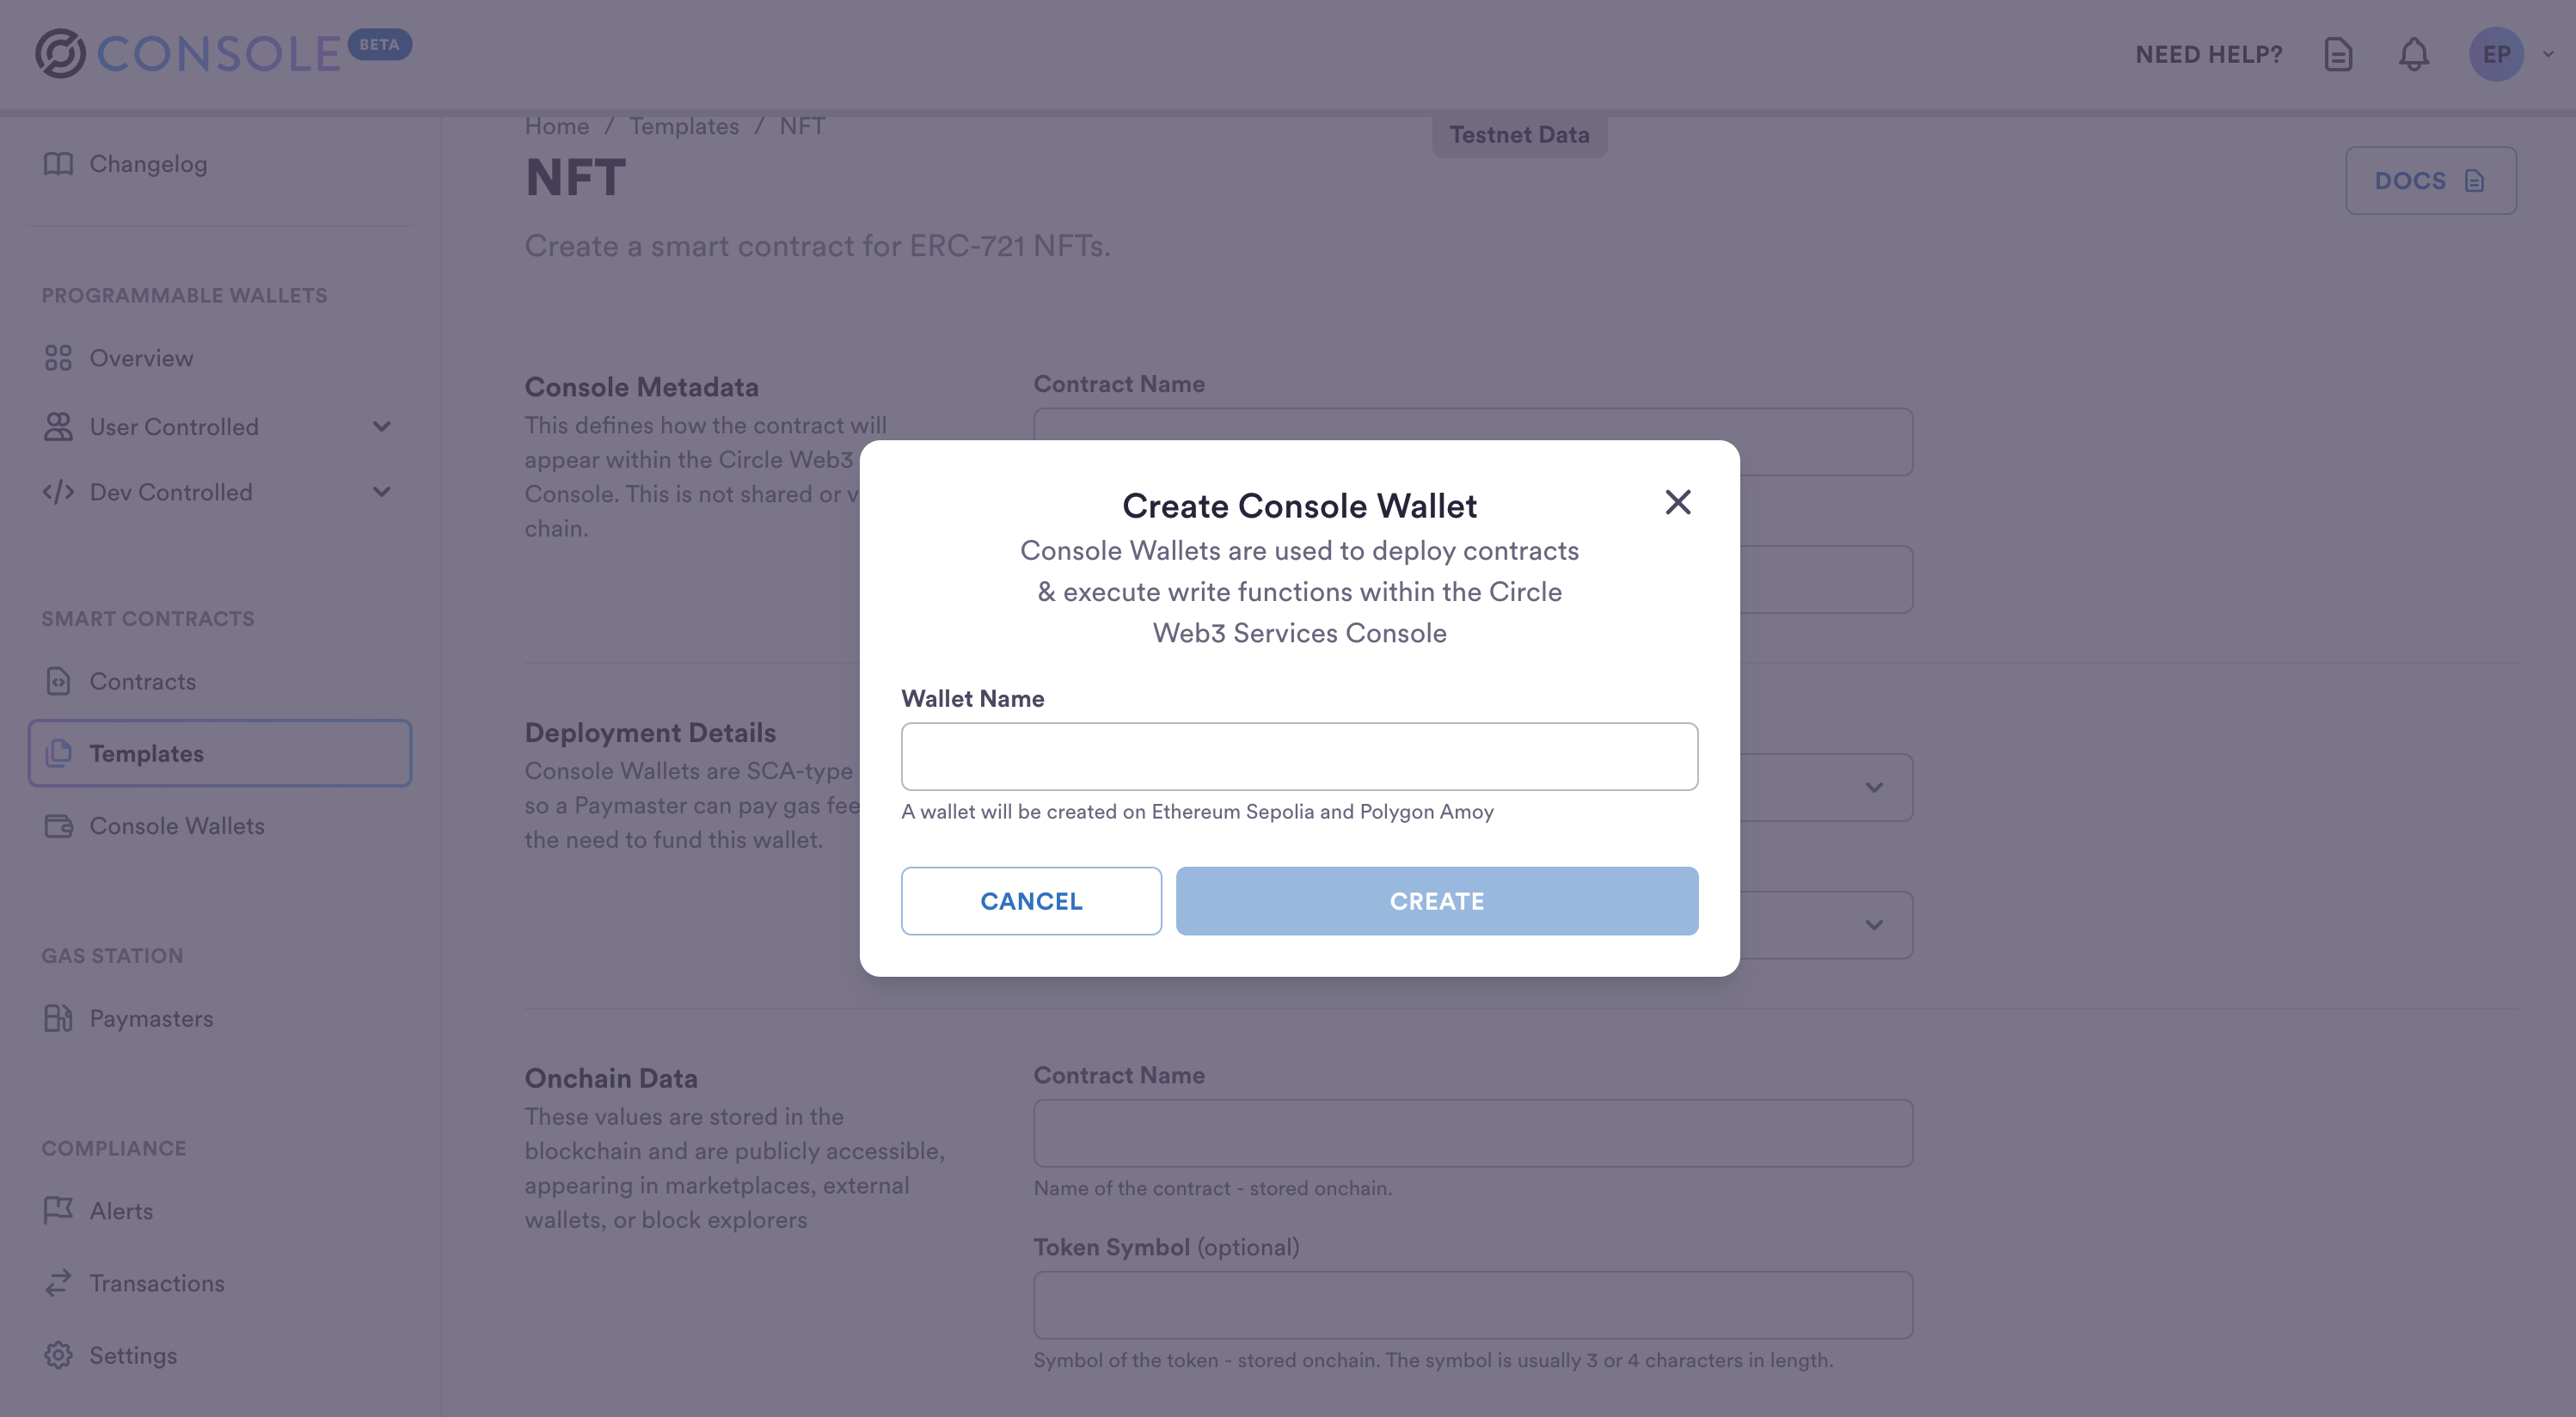 CONSOLE BETA
NEED HELP?
EP
Changelog
PROGRAMMABLE WALLETS
Overview
User Controlled
Dev Controlled
SMART CONTRACTS
Contracts
Templates
Console Wallets
GAS STATION
Paymasters
COMPLIANCE
Alerts
Transactions
Settings
Home / Templates / NFT
Testnet Data
NFT
DOCS
Create a smart contract for ERC-721 NFTs.
Console Metadata
This defines how the contract will
appear within the Circle Web3
Console. This is not shared or
chain.
Contract Name
Deployment Details
Console Wallets are SCA-type
so a Paymaster can pay gas
the need to fund this wallet.
Onchain Data
These values are stored in the
blockchain and are publicly accessible,
appearing in marketplaces, external
wallets, or block explorers
Contract Name
Name of the contract - stored onchain.
Token Symbol (optional)
Symbol of the token - stored onchain. The symbol is usually 3 or 4 characters in length.
Create Console Wallet
Console Wallets are used to deploy contracts
& execute write functions within the Circle
Web3 Services Console
Wallet Name
A wallet will be created on Ethereum Sepolia and Polygon Amoy
CANCEL
CREATE